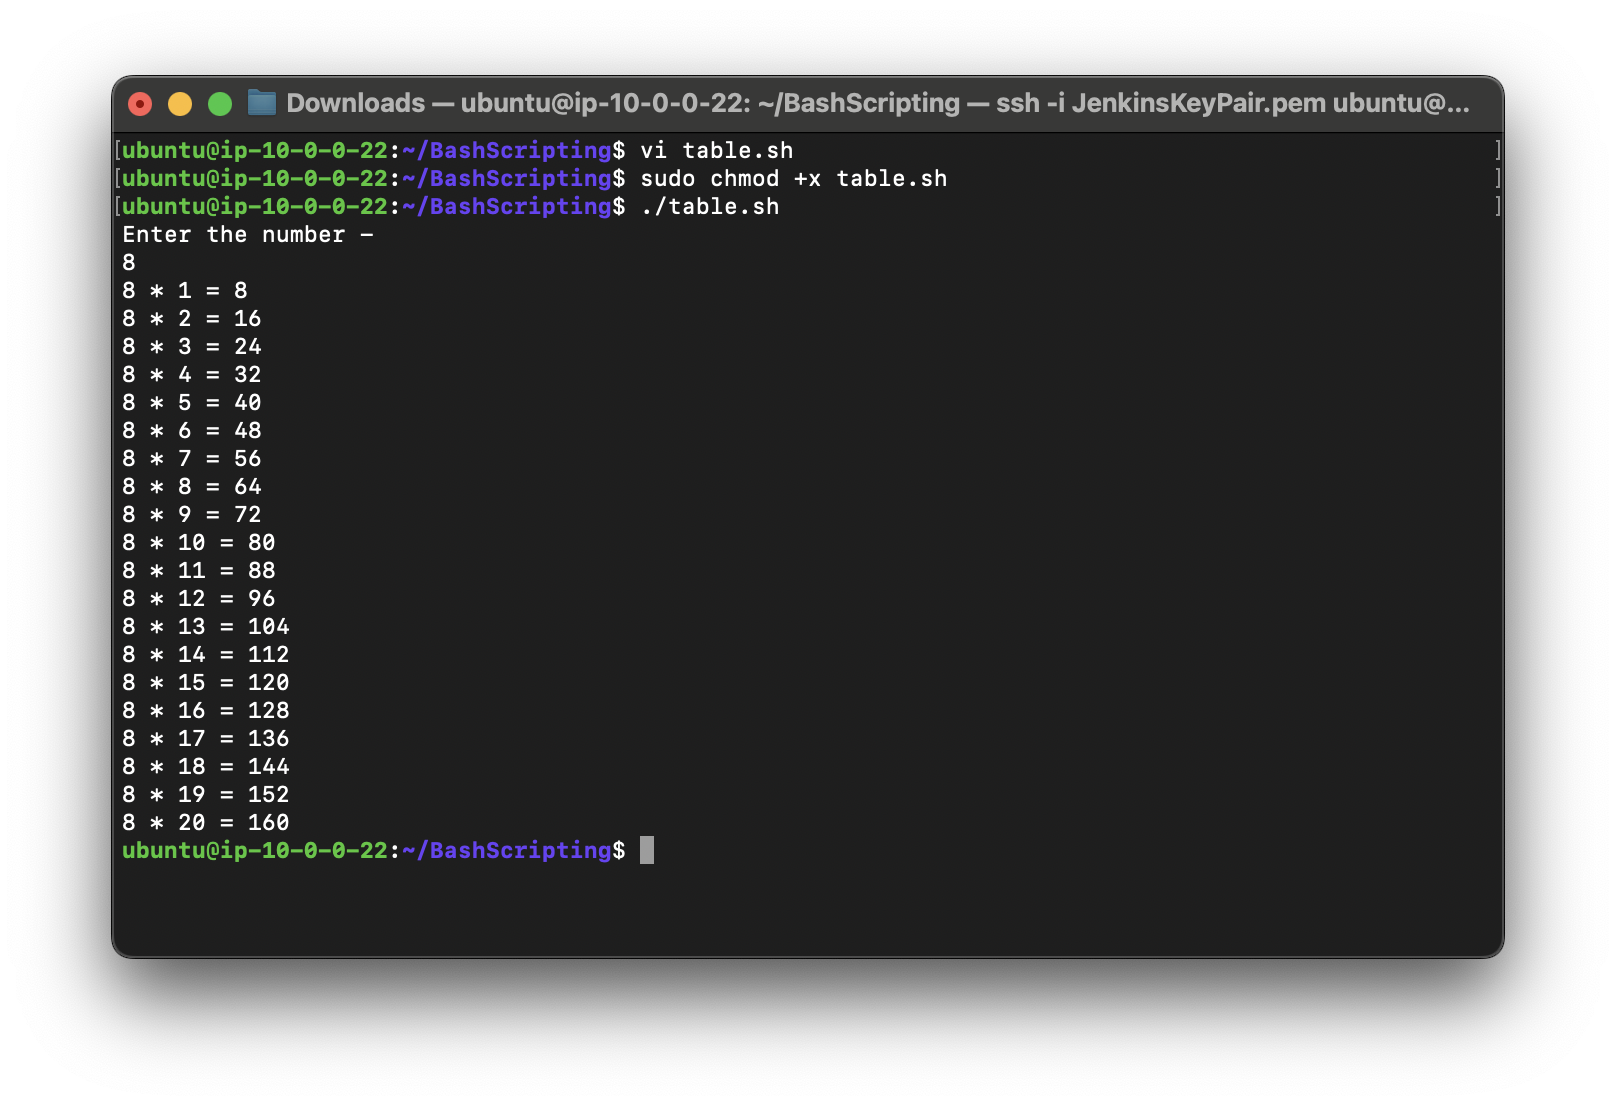 Downloads — ubuntu@ip-10-0-0-22: ~/BashScripting — ssh -i JenkinsKeyPair.pem ubuntu@...
[ubuntu@ip-10-0-0-22:~/BashScripting$ vi table.sh ]
[ubuntu@ip-10-0-0-22:~/BashScripting$ sudo chmod +x table.sh ]
[ubuntu@ip-10-0-0-22:~/BashScripting$ ./table.sh ]
Enter the number -
8
8 * 1 = 8
8 * 2 = 16
8 * 3 = 24
8 * 4 = 32
8 * 5 = 40
8 * 6 = 48
8 * 7 = 56
8 * 8 = 64
8 * 9 = 72
8 * 10 = 80
8 * 11 = 88
8 * 12 = 96
8 * 13 = 104
8 * 14 = 112
8 * 15 = 120
8 * 16 = 128
8 * 17 = 136
8 * 18 = 144
8 * 19 = 152
8 * 20 = 160
ubuntu@ip-10-0-0-22:~/BashScripting$